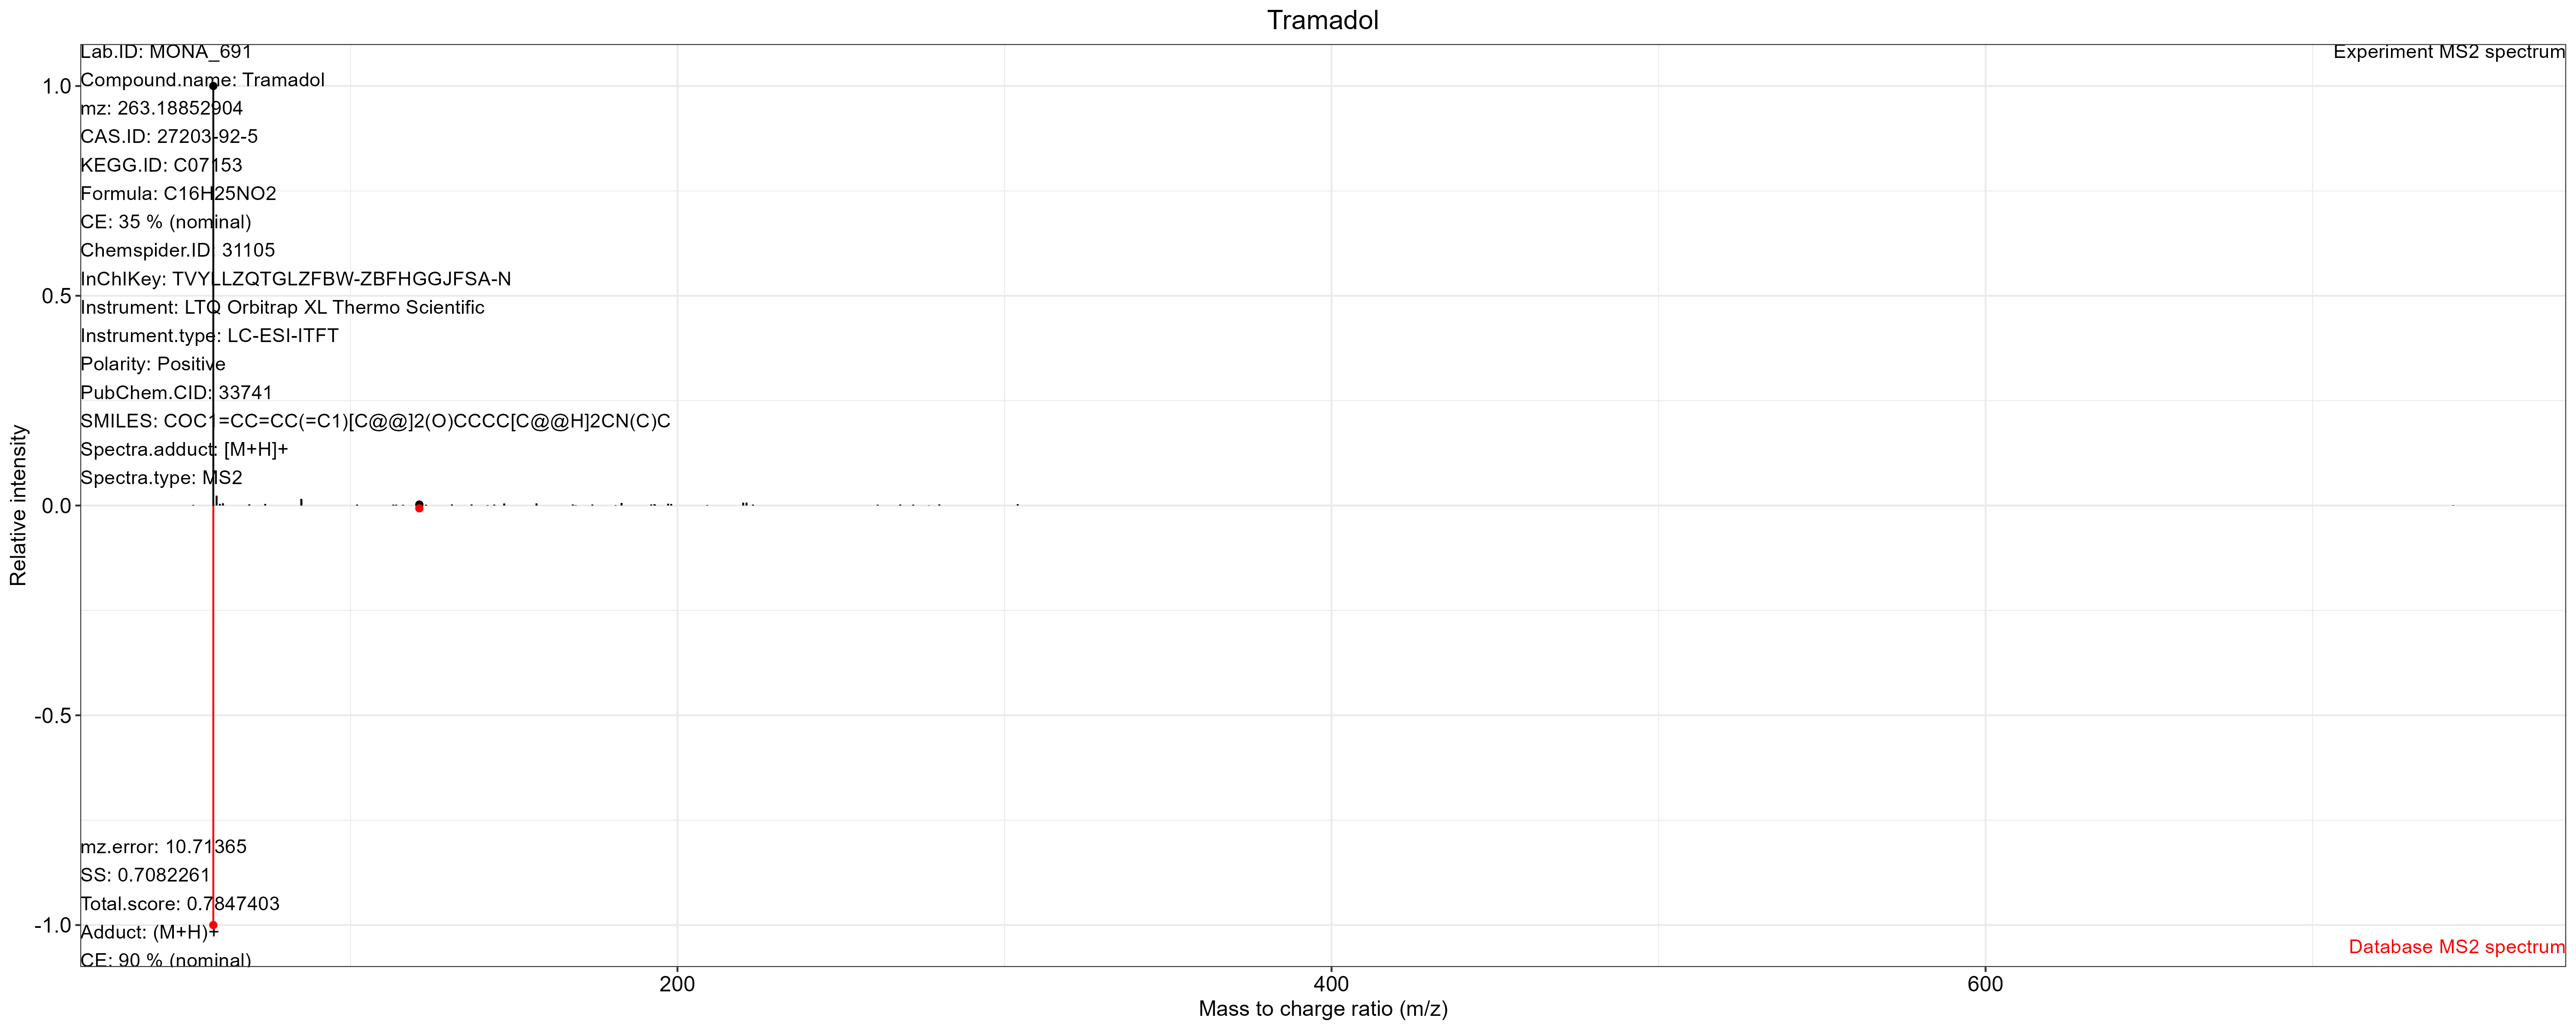 Tramadol
Lab.ID: MONA_691
Experiment MS2 spectrum
Compound.name: Tramadol
mz: 263.18852904
CAS.ID: 27203-92-5
KEGG.ID: C07153
Formula: C16H25NO2
CE: 35 % (nominal)
Chemspider.ID: 31105
InChIKey: TVYLLZQTGLZFBW-ZBFHGGJFSA-N
Instrument: LTQ Orbitrap XL Thermo Scientific
Instrument.type: LC-ESI-ITFT
Polarity: Positive
PubChem.CID: 33741
SMILES: COC1=CC=CC(=C1)[C@@]2(O)CCCC[C@@H]2CN(C)C
Spectra.adduct: [M+H]+
Spectra.type: MS2
mz.error: 10.71365
SS: 0.7082261
Total.score: 0.7847403
Adduct: (M+H)+
CE: 90 % (nominal)
Database MS2 spectrum
1.0
0.5
0.0
-0.5
-1.0
Relative intensity
200
400
600
Mass to charge ratio (m/z)